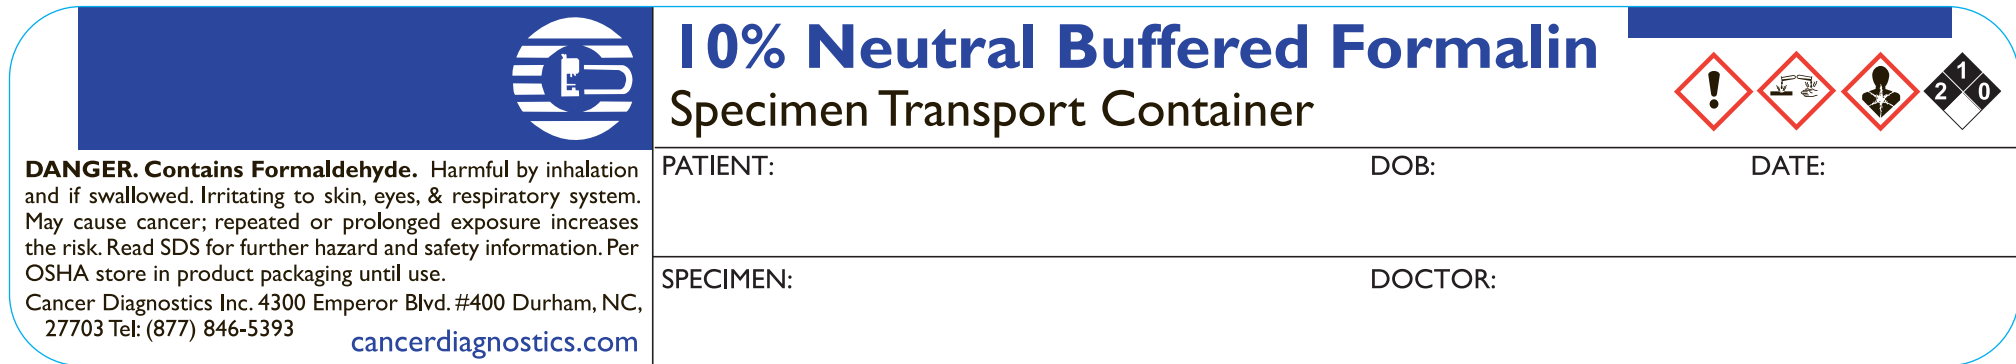 10% Neutral Buffered Formalin
Specimen Transport Container
1
2 0
DANGER. Contains Formaldehyde. Harmful by inhalation
and if swallowed. Irritating to skin, eyes, & respiratory system.
May cause cancer; repeated or prolonged exposure increases
the risk. Read SDS for further hazard and safety information. Per
OSHA store in product packaging until use.
Cancer Diagnostics Inc. 4300 Emperor Blvd. #400 Durham, NC,
27703 Tel: (877) 846-5393
cancerdiagnostics.com
PATIENT: DOB: DATE:
SPECIMEN: DOCTOR: